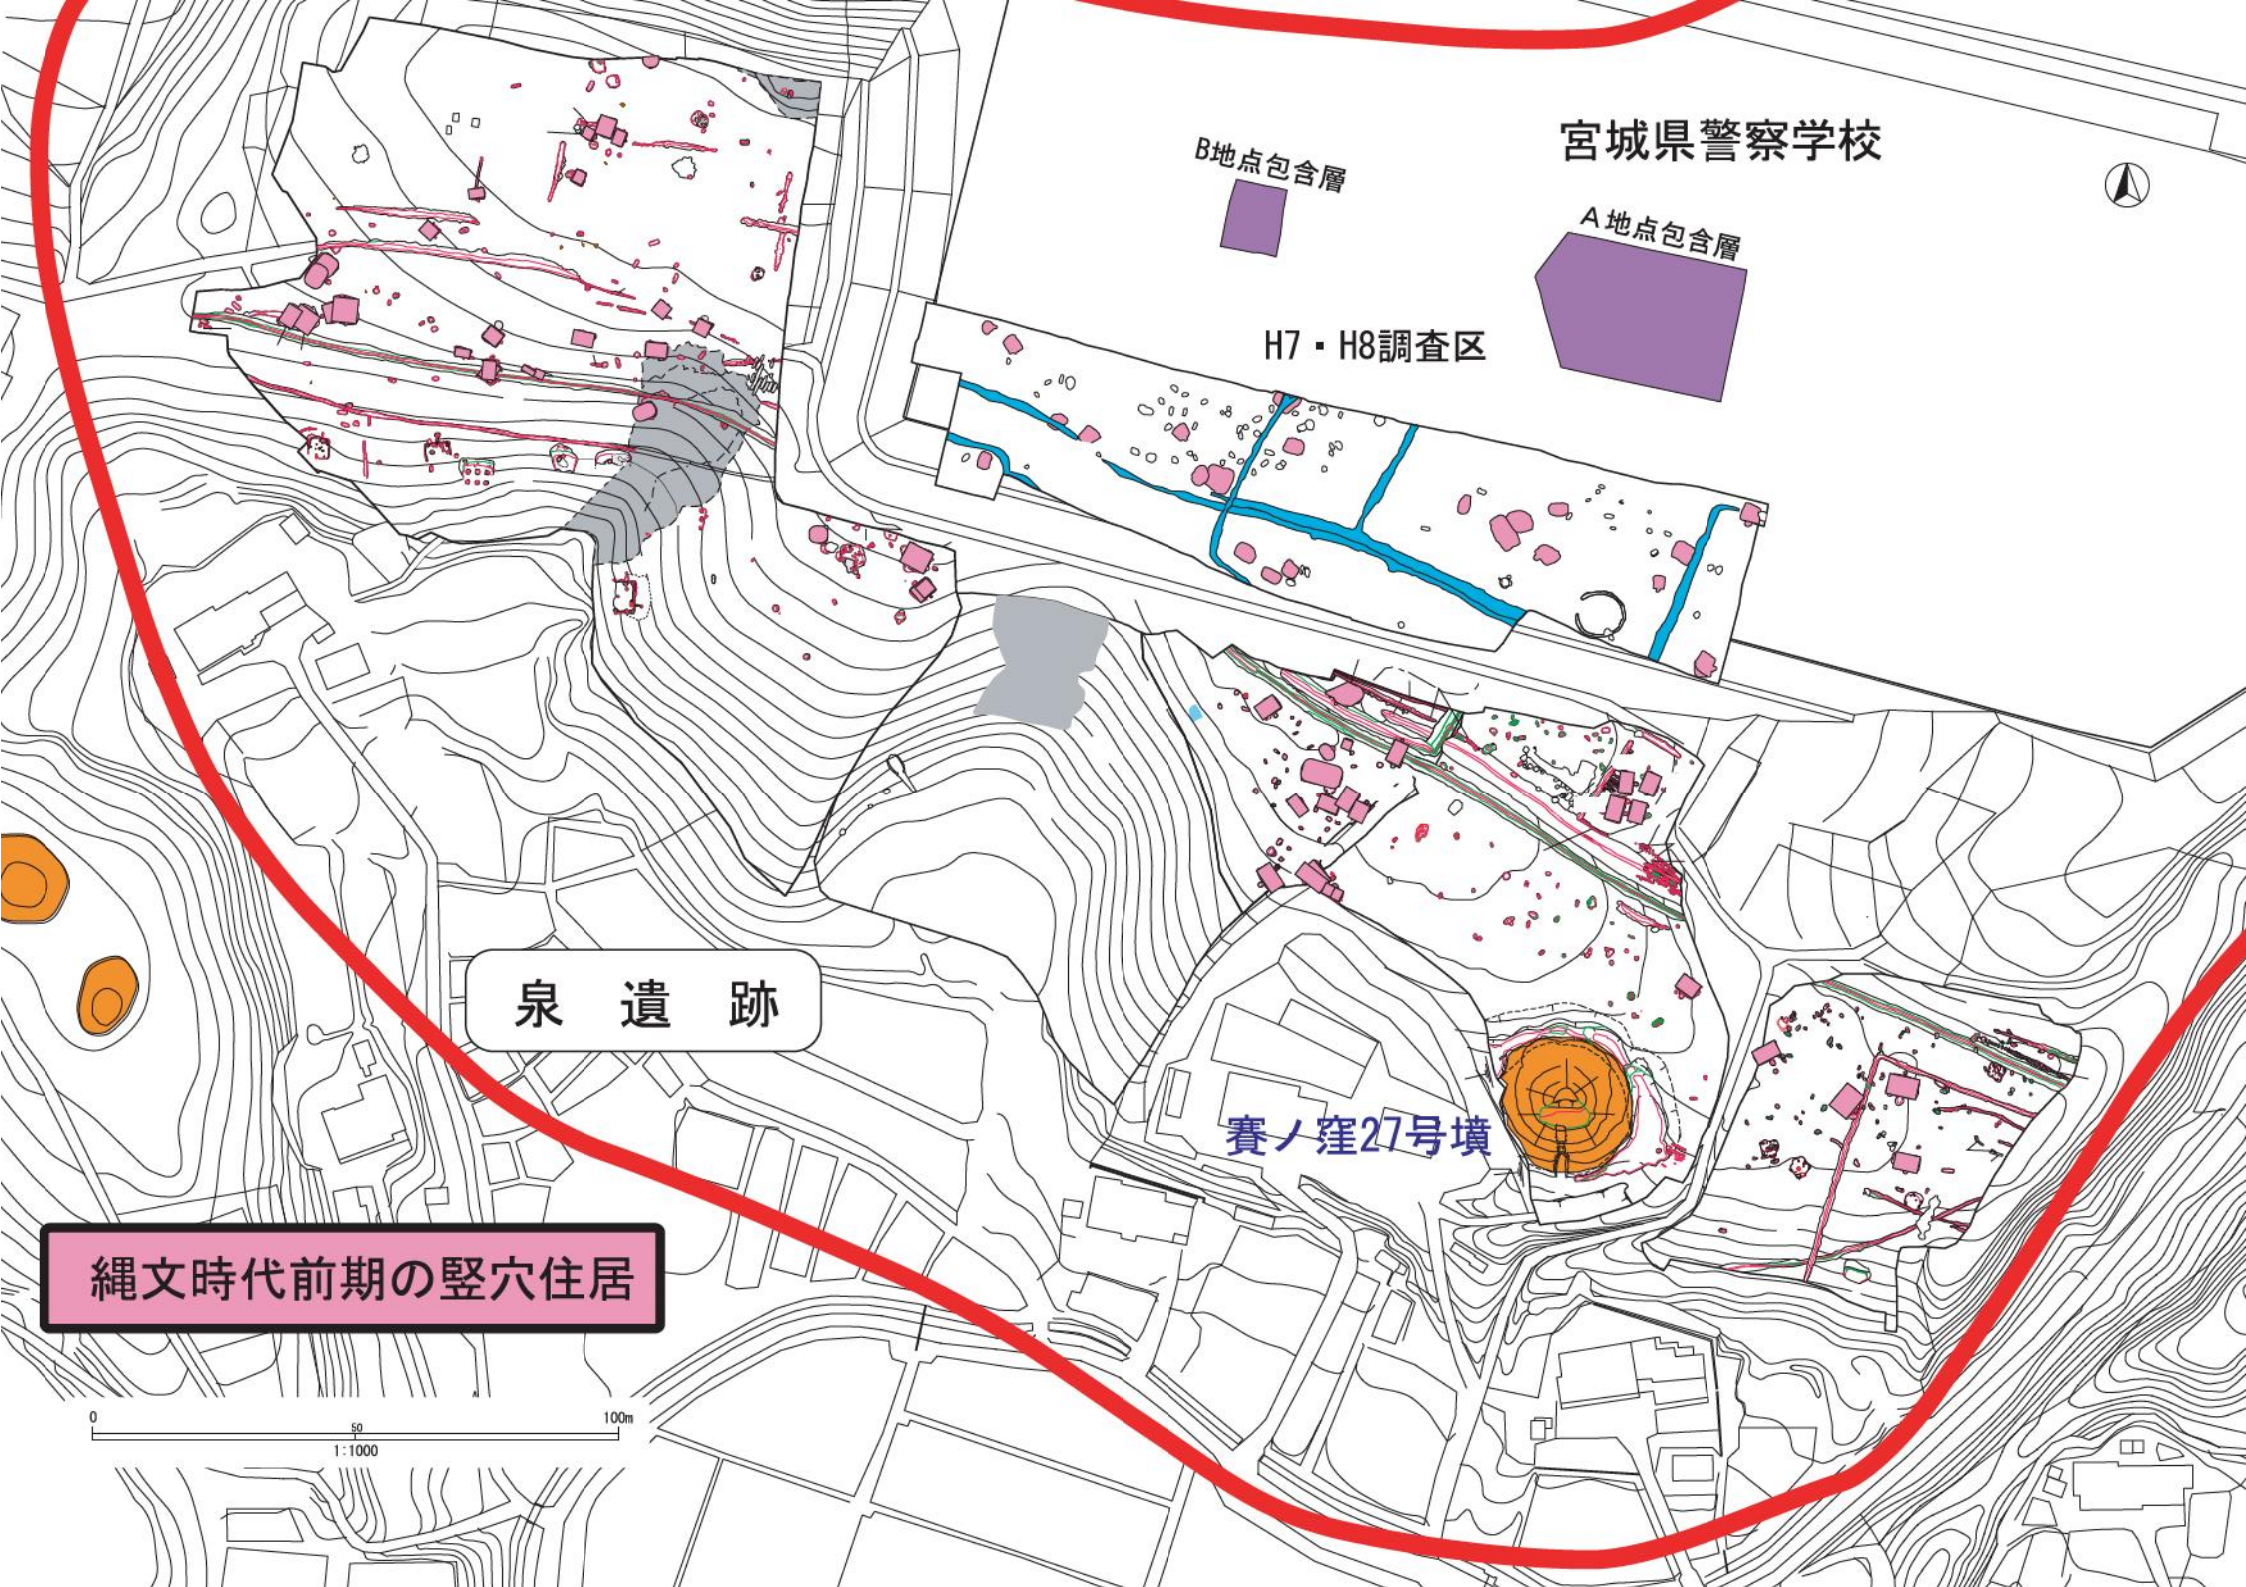 宮城県警察学校
B地点包含層
A地点包含層
H7・H8調査区
泉 遺 跡
賽ノ窪27号墳
縄文時代前期の竪穴住居
0
50
100m
1:1000